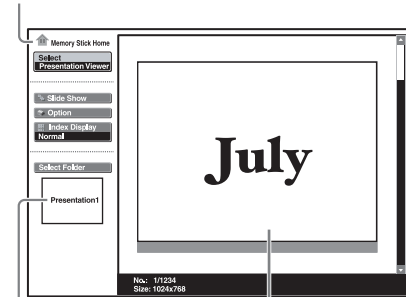 Memory Stick Home
Select
Presentation Viewer
Slide Show
Option
Index Display
Normal
Select Folder
Presentation1
July
No.: 1/1234
Size: 1024x768